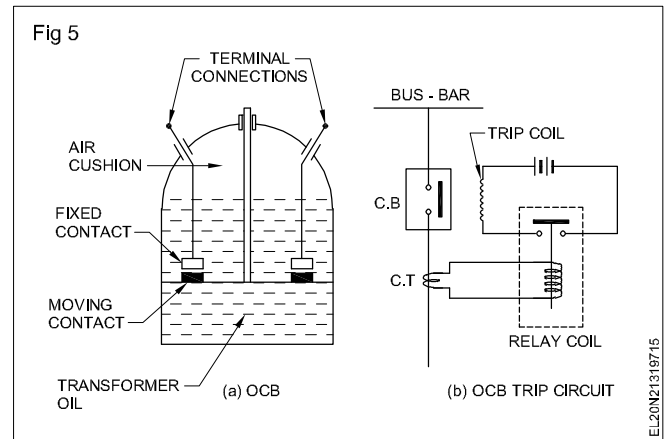 Fig 5
TERMINAL
CONNECTIONS
AIR
CUSHION
FIXED
CONTACT
MOVING
CONTACT
TRANSFORMER
OIL
(a) OCB
BUS - BAR
TRIP COIL
C.B
C.T
RELAY COIL
(b) OCB TRIP CIRCUIT
EL20N21319715